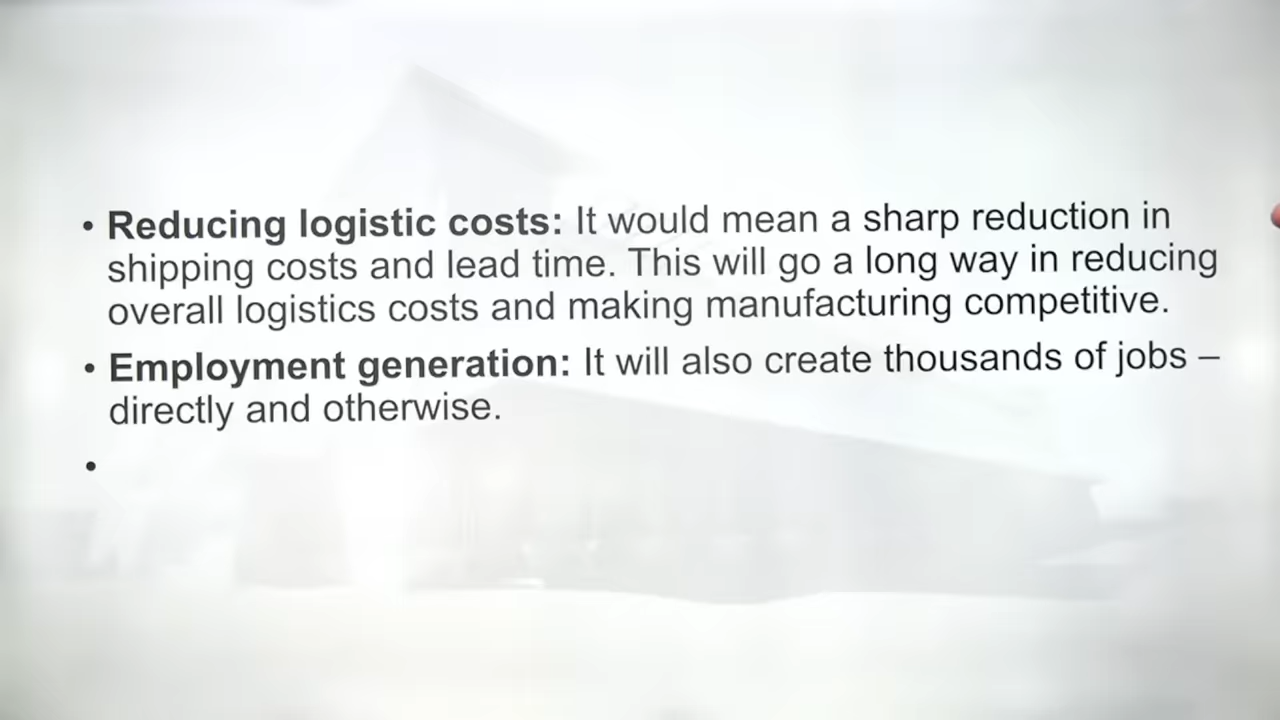 • Reducing logistic costs: It would mean a sharp reduction in
shipping costs and lead time. This will go a long way in reducing
overall logistics costs and making manufacturing competitive.
• Employment generation: It will also create thousands of jobs –
directly and otherwise.
•